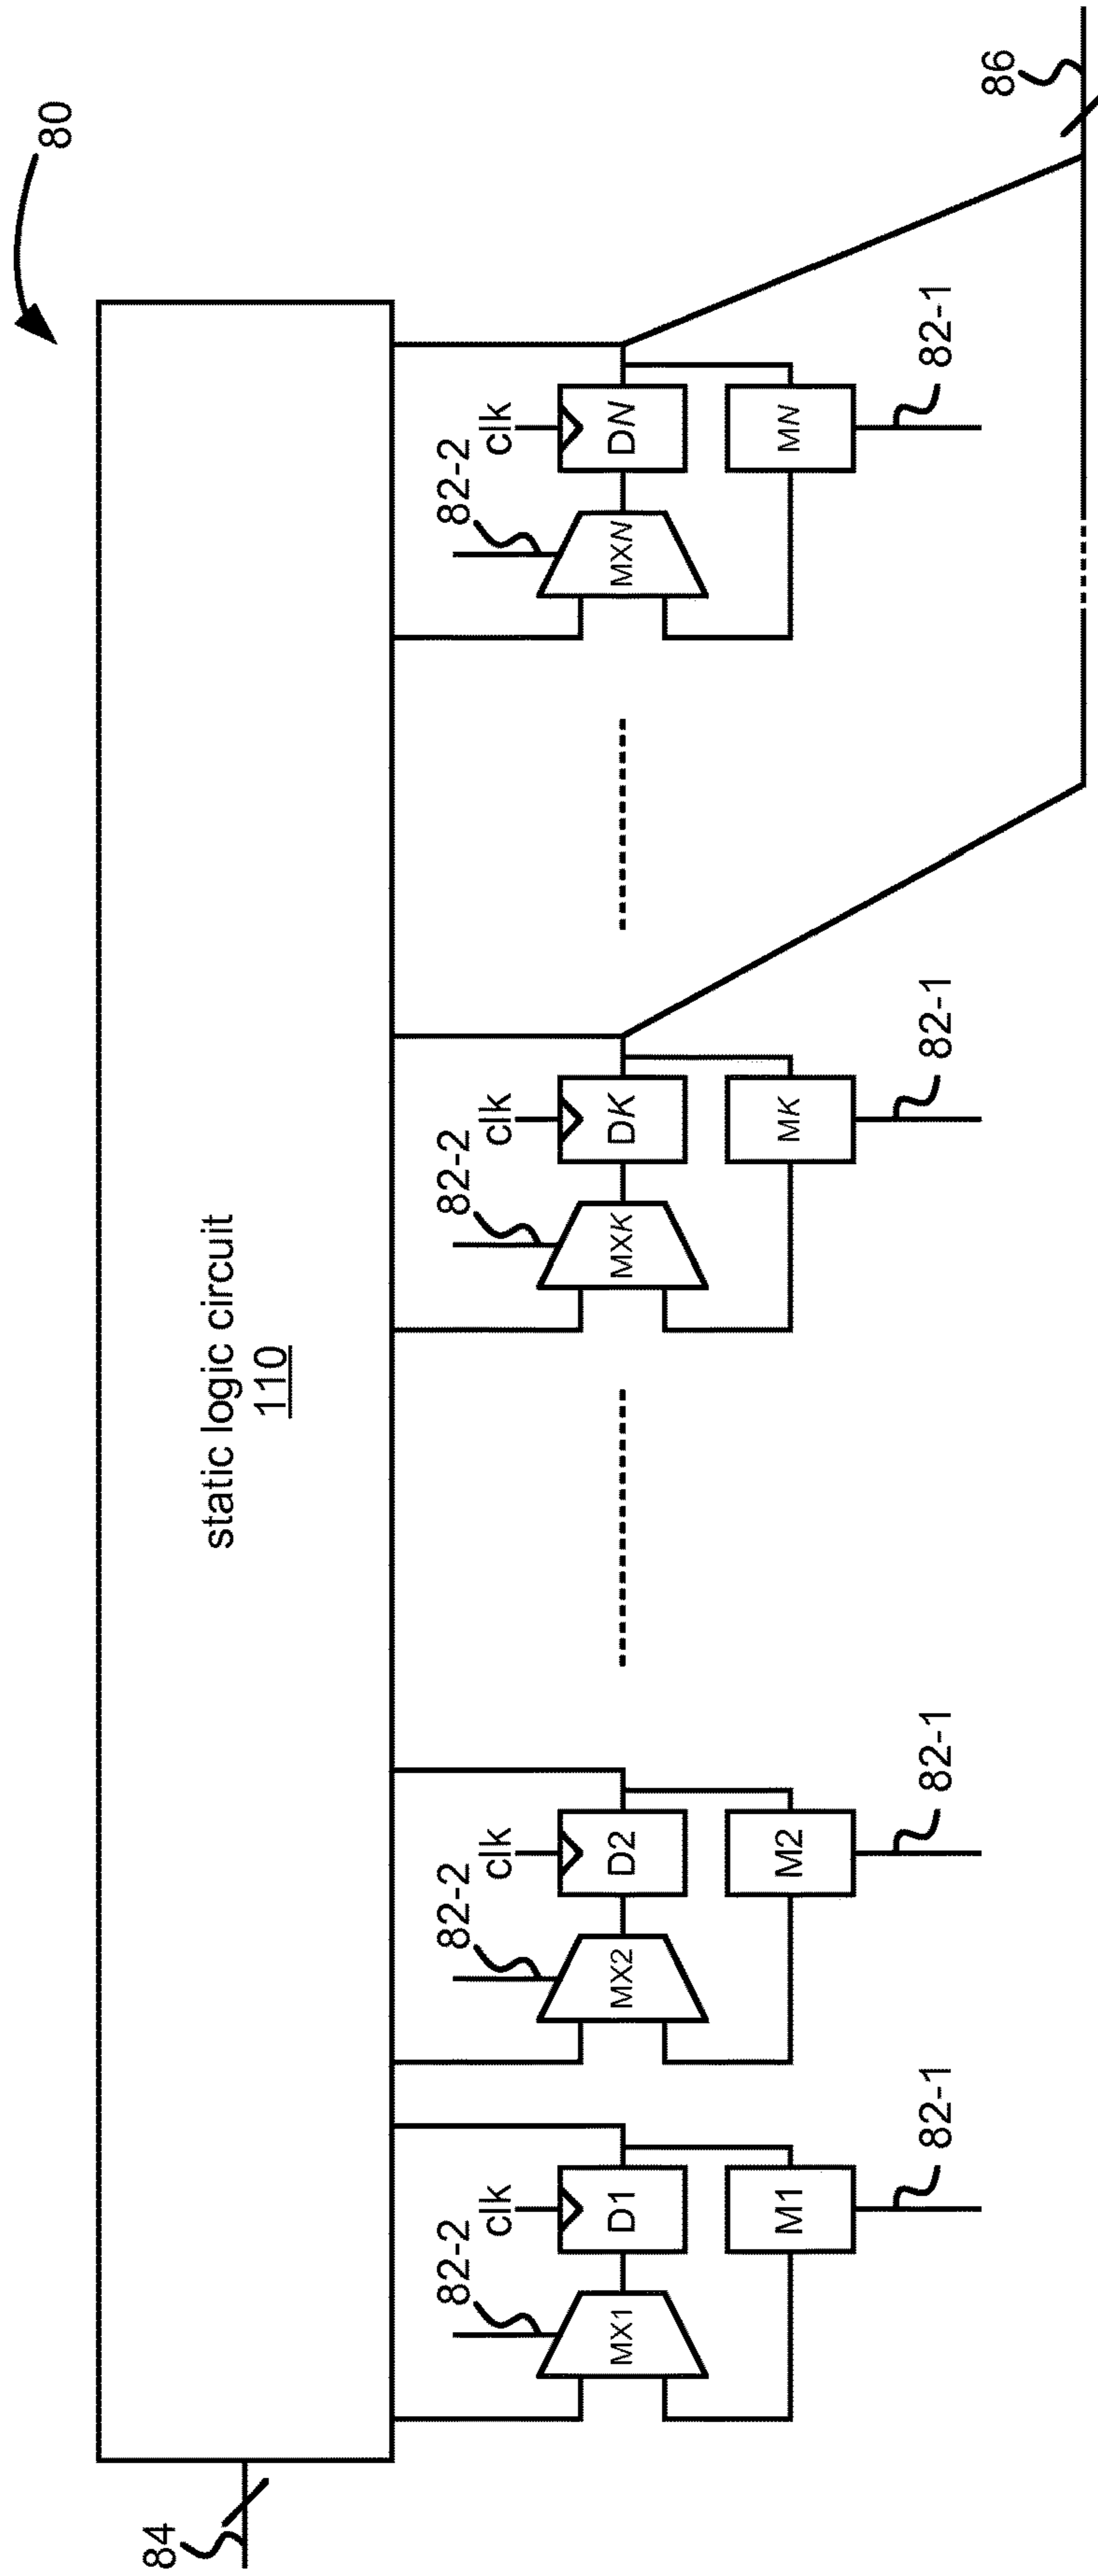 80
84
static logic circuit
110
82-2
clk
82-2
clk
82-2
clk
82-2
clk
MX1
D1
MX2
D2
MXK
DK
MXN
DN
M1
M2
MK
MN
82-1
82-1
82-1
82-1
86